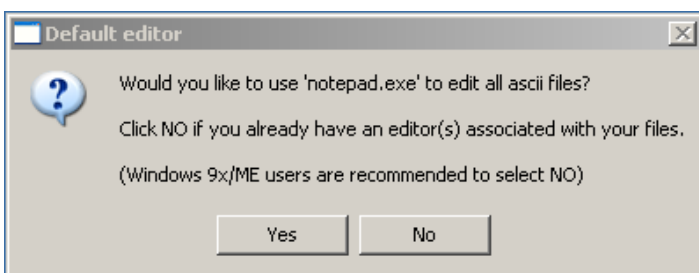 Default editor
Would you like to use 'notepad.exe' to edit all ascii files?
Click NO if you already have an editor(s) associated with your files.
(Windows 9x/ME users are recommended to select NO)
Yes No